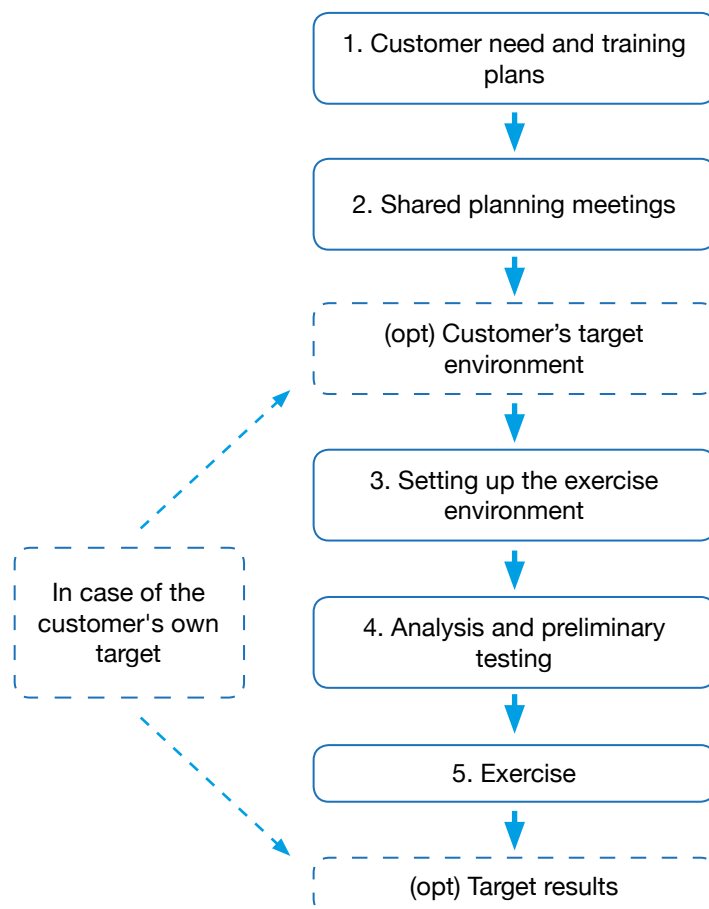 1. Customer need and training
plans
2. Shared planning meetings
(opt) Customer’s target
environment
3. Setting up the exercise
environment
In case of the
customer's own
target
4. Analysis and preliminary
testing
5. Exercise
(opt) Target results